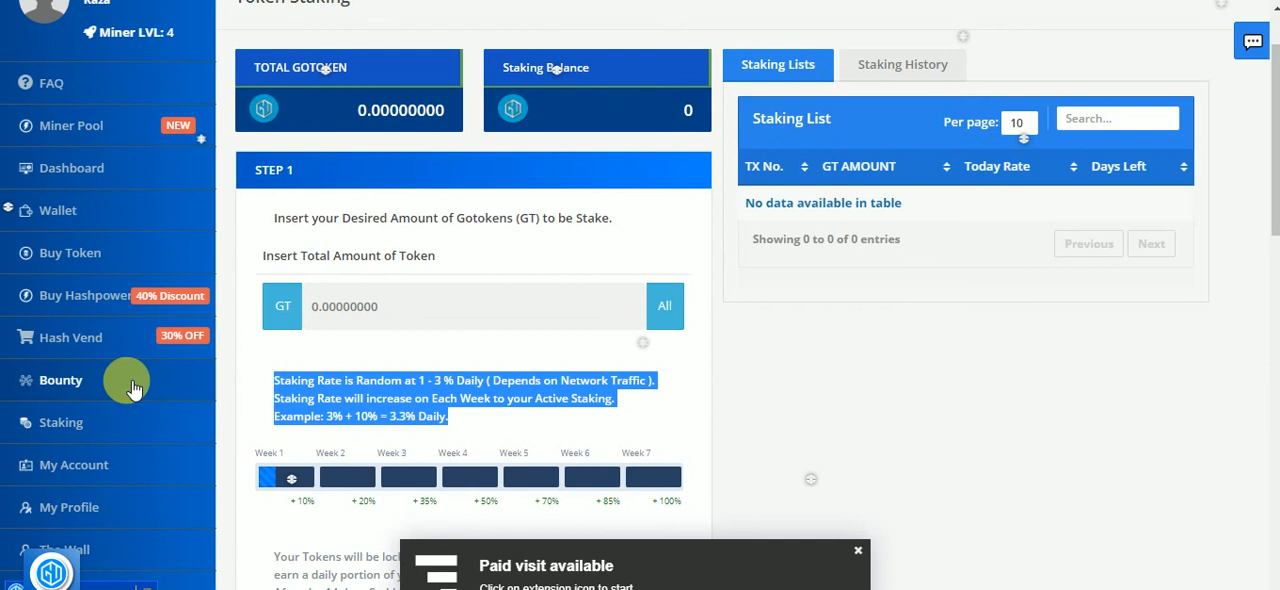 Kaza
Miner LVL: 4
FAQ
Miner Pool NEW
Dashboard
Wallet
Buy Token
Buy Hashpower 40% Discount
Hash Vend 30% OFF
Bounty
Staking
My Account
My Profile
The Wall
Token Staking
TOTAL GOTOKEN
0.00000000
Staking Balance
0
STEP 1
Insert your Desired Amount of Gotokens (GT) to be Stake.
Insert Total Amount of Token
GT 0.00000000 All
Staking Rate is Random at 1 - 3 % Daily ( Depends on Network Traffic ).
Staking Rate will increase on Each Week to your Active Staking.
Example: 3% + 10% = 3.3% Daily.
Week 1 Week 2 Week 3 Week 4 Week 5 Week 6 Week 7
+ 10% + 20% + 35% + 50% + 70% + 85% + 100%
Your Tokens will be
earn a daily portion of
Staking Lists Staking History
Staking List Per page: 10 Search...
TX No. GT AMOUNT Today Rate Days Left
No data available in table
Showing 0 to 0 of 0 entries Previous Next
Paid visit available
Click on extension icon to start